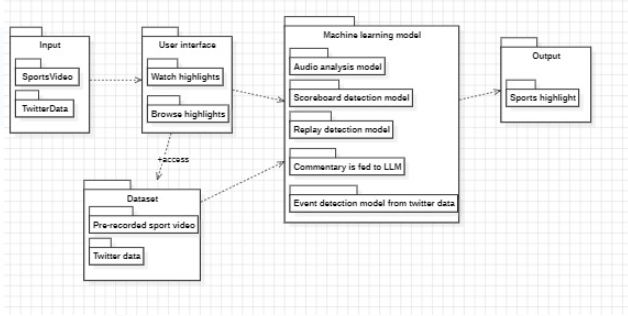 Input
SportsVideo
TwitterData
User interface
Watch highlights
Browse highlights
+access
Dataset
Pre-recorded sport video
Twitter data
Machine learning model
Audio analysis model
Scoreboard detection model
Replay detection model
Commentary is fed to LLM
Event detection model from twitter data
Output
Sports highlight